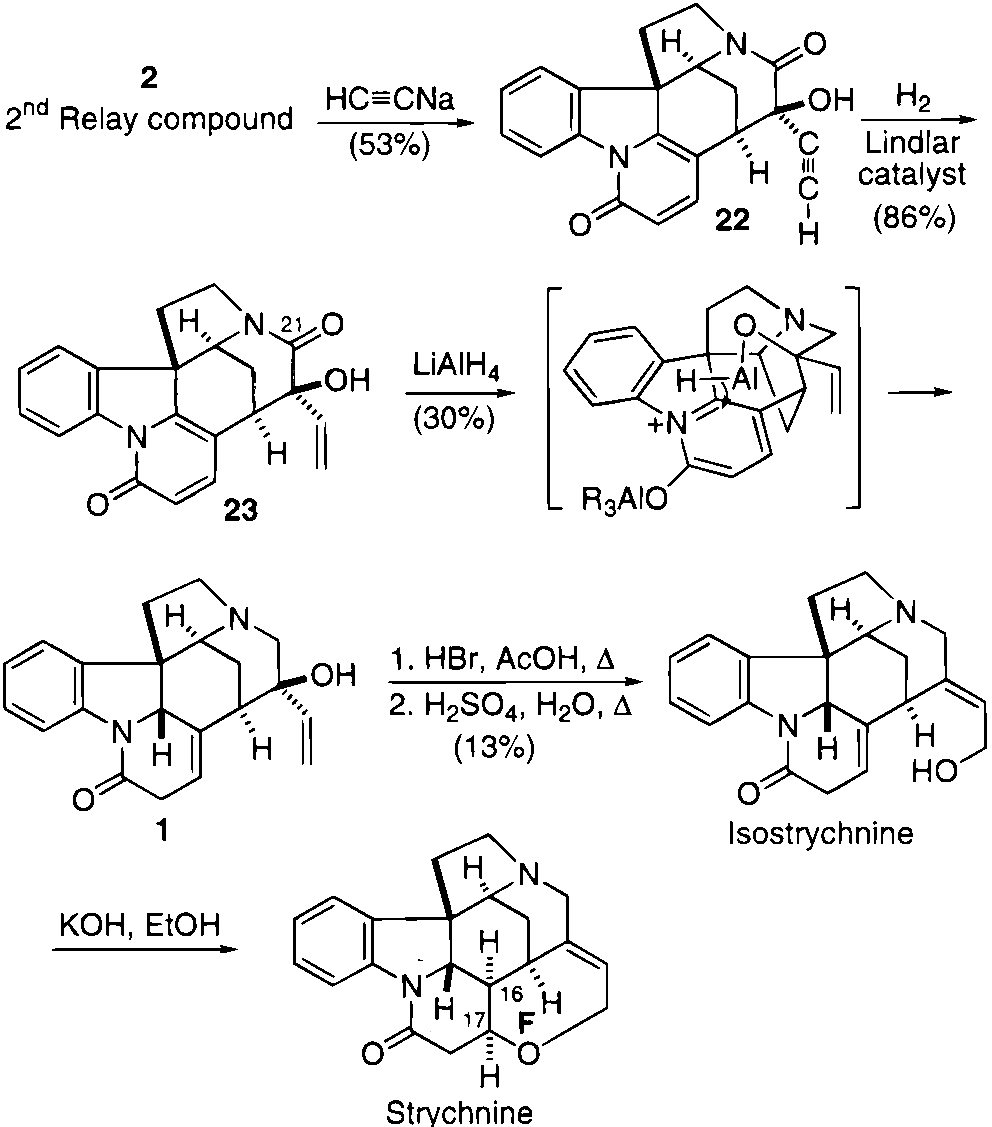 2
2nd Relay compound
HC≡CNa
(53%)
H
N
O
OH
N
H
O
C
C
H
22
H2
Lindlar
catalyst
(86%)
H
N
21
O
OH
N
H
O
23
LiAlH4
(30%)
N
O
H
Al
+
N
R3AlO
H
N
OH
N
H
H
O
1
1. HBr, AcOH, Δ
2. H2SO4, H2O, Δ
(13%)
H
N
N
H
H
O
HO
Isostrychnine
KOH, EtOH
H
N
H
N
H
16
H
17
F
O
O
H
Strychnine